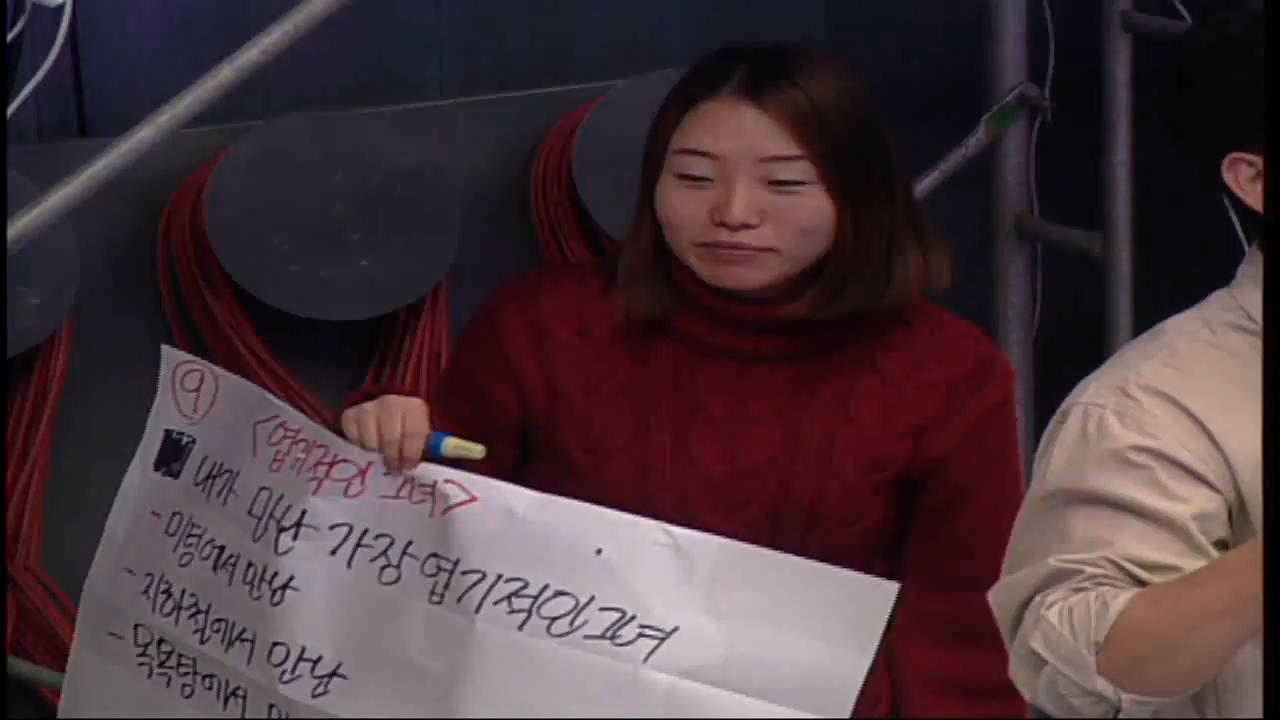 9
<엽기적인 그녀>
내가 만난 가장 엽기적인 그녀
- 미팅에서 만남
- 지하철에서 만남
- 목욕탕에서